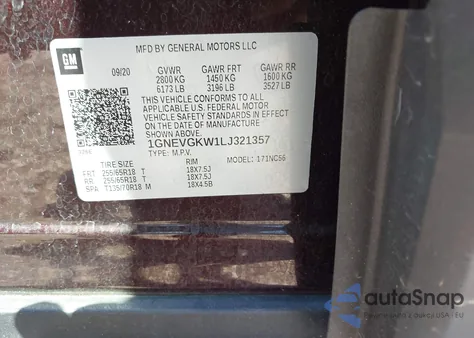 GM
MFD BY GENERAL MOTORS LLC
09/20 GVWR GAWR FRT GAWR RR
2800 KG 1450 KG 1600 KG
6173 LB 3196 LB 3527 LB
THIS VEHICLE CONFORMS TO ALL
APPLICABLE U.S. FEDERAL MOTOR
VEHICLE SAFETY STANDARDS IN EFFECT
ON THE DATE OF MANUFACTURE
SHOWN ABOVE.
1GNEVGKW1LJ321357
TYPE: M.P.V. MODEL: 171NC56
TIRE SIZE RIM
FRT 255/65R18 T 18X7.5J
RR 255/65R18 T 18X7.5J
SPA T135/70R18 M 18X4.5B
autoSnap